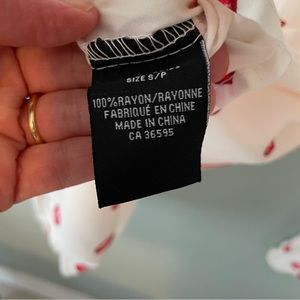 SIZE S/P
100%RAYON/RAYONNE
FABRIQUÉ EN CHINE
MADE IN CHINA
CA 36595